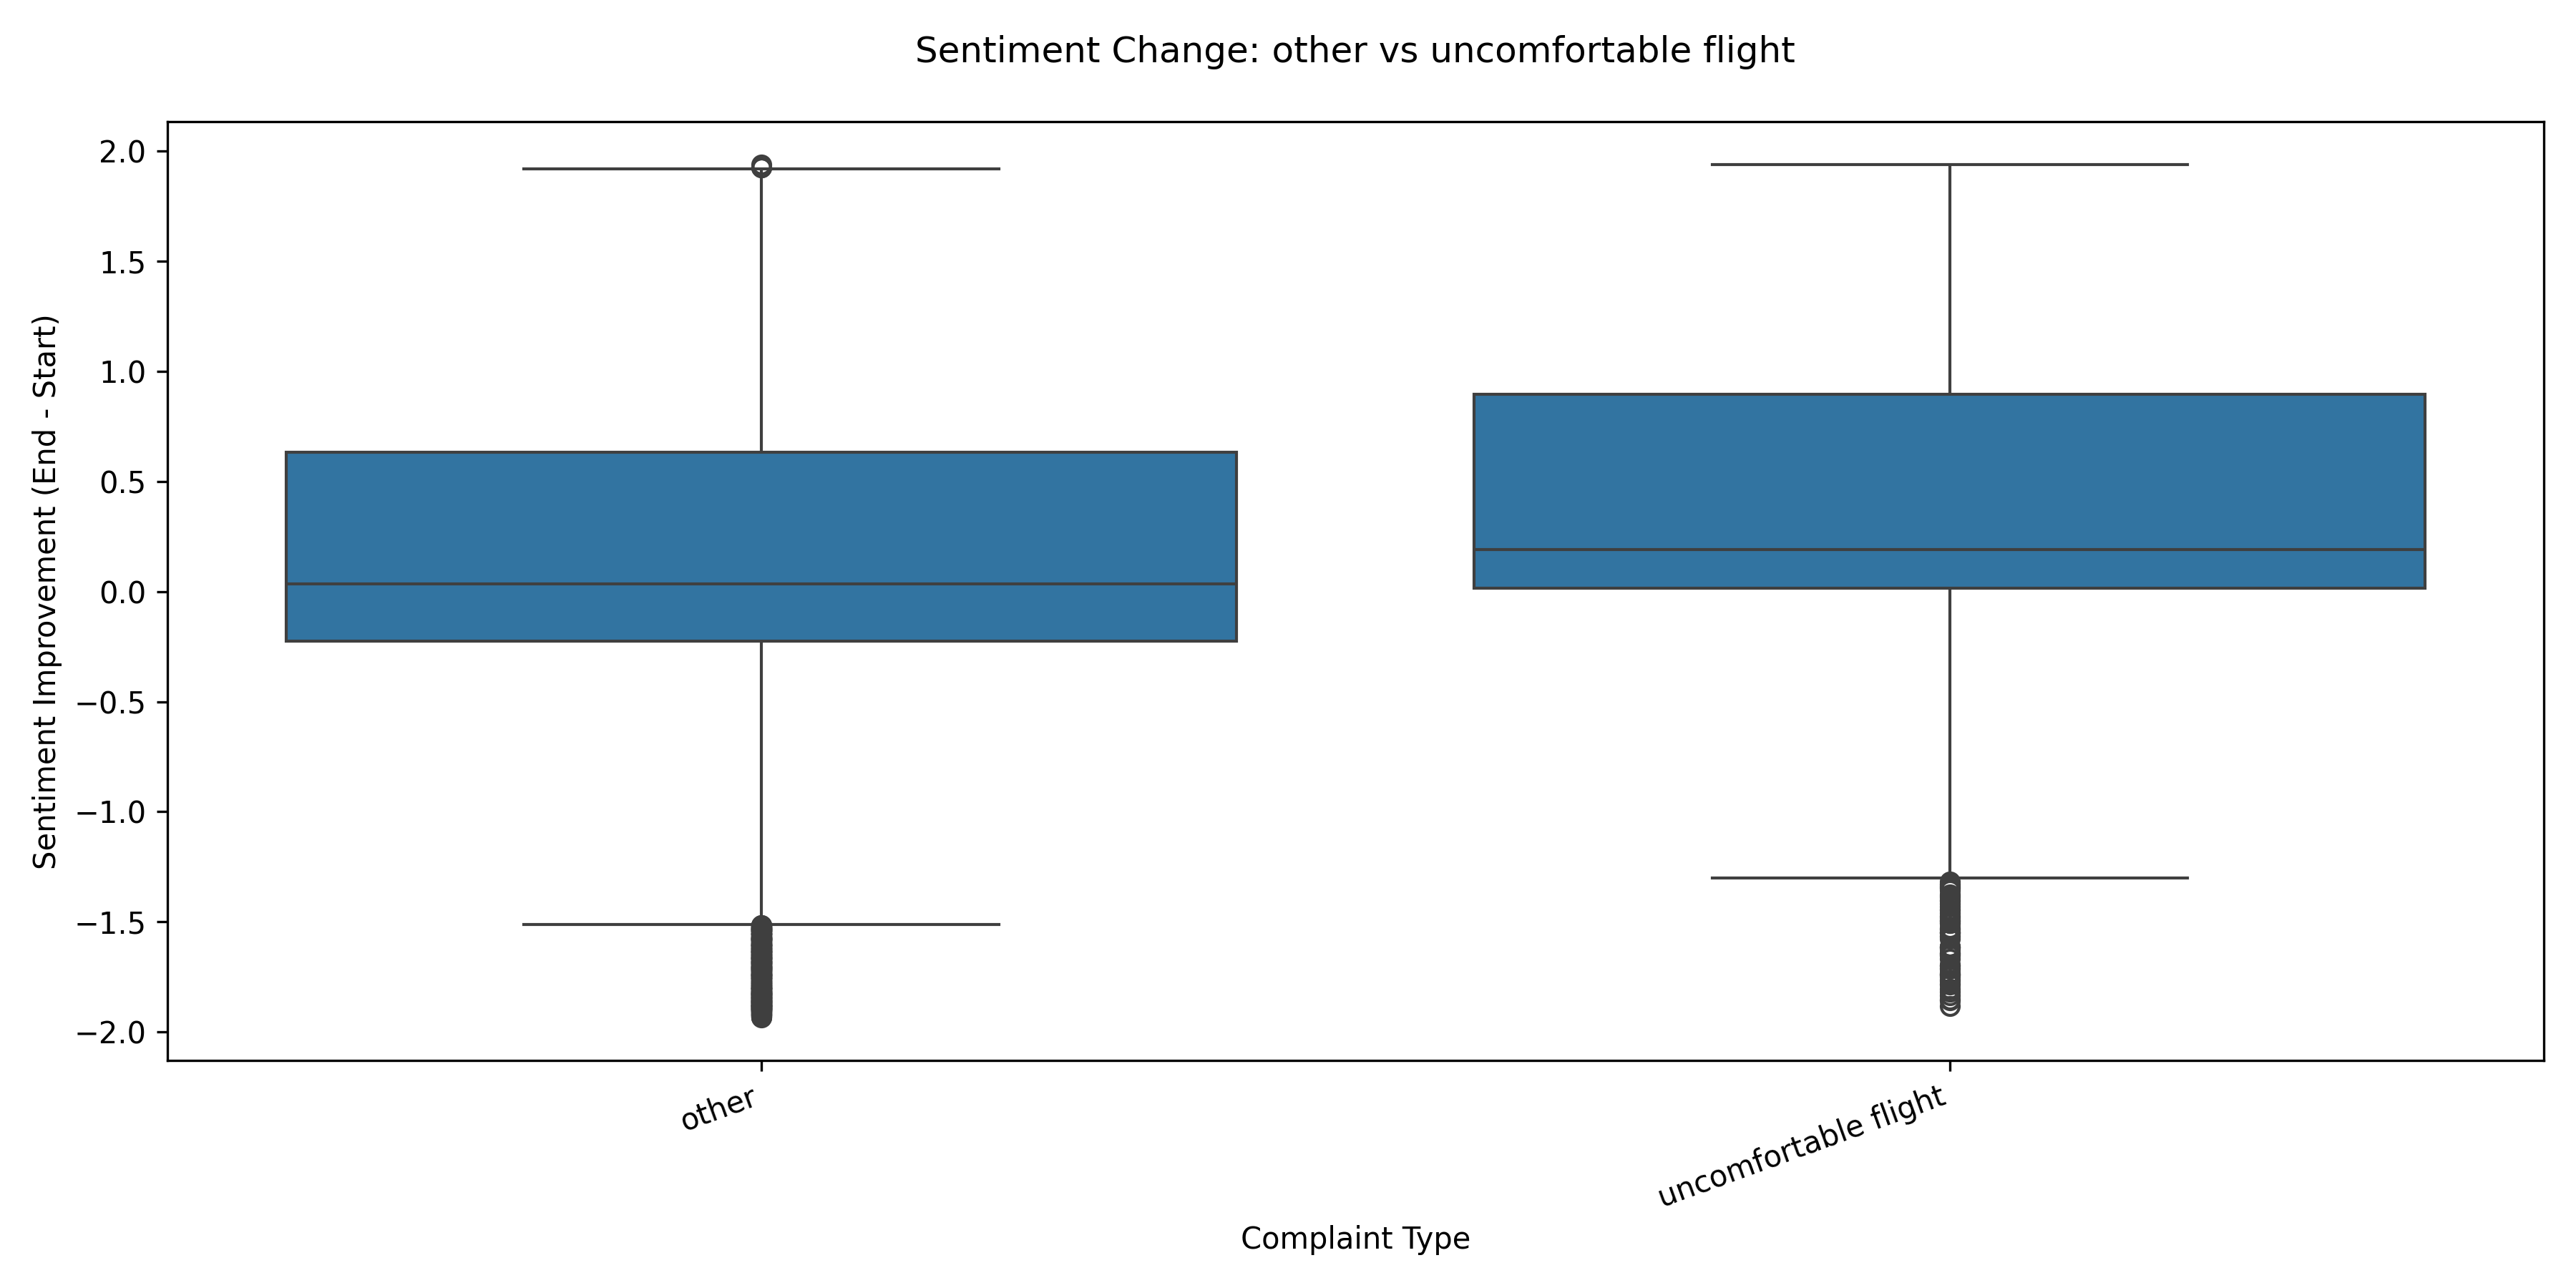 Sentiment Change: other vs uncomfortable flight
Sentiment Improvement (End - Start)
2.0
1.5
1.0
0.5
0.0
−0.5
−1.0
−1.5
−2.0
other
uncomfortable flight
Complaint Type